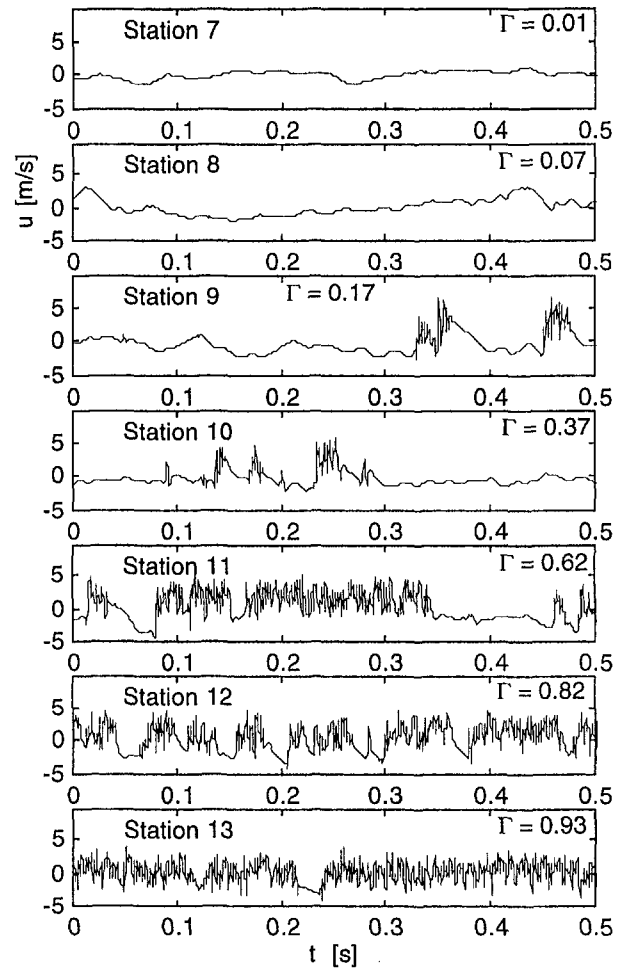 Station 7 Γ = 0.01
5
0
-5
0 0.1 0.2 0.3 0.4 0.5
Station 8 Γ = 0.07
5
0
-5
0 0.1 0.2 0.3 0.4 0.5
u [m/s]
Station 9 Γ = 0.17
5
0
-5
0 0.1 0.2 0.3 0.4 0.5
Station 10 Γ = 0.37
5
0
-5
0 0.1 0.2 0.3 0.4 0.5
Station 11 Γ = 0.62
5
0
-5
0 0.1 0.2 0.3 0.4 0.5
Station 12 Γ = 0.82
5
0
-5
0 0.1 0.2 0.3 0.4 0.5
Station 13 Γ = 0.93
5
0
-5
0 0.1 0.2 0.3 0.4 0.5
t [s]